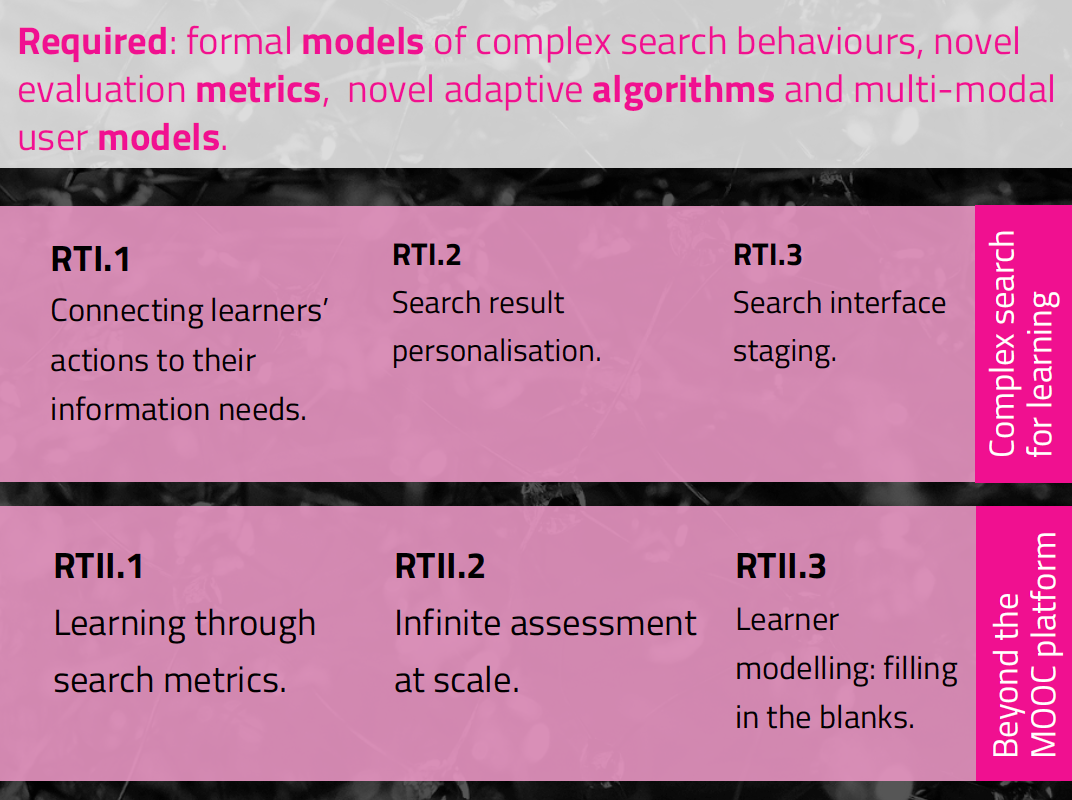 Required: formal models of complex search behaviours, novel
evaluation metrics, novel adaptive algorithms and multi-modal
user models.
RTI.1
Connecting learners’
actions to their
information needs.
RTI.2
Search result
personalisation.
RTI.3
Search interface
staging.
Complex search
for learning
RTII.1
Learning through
search metrics.
RTII.2
Infinite assessment
at scale.
RTII.3
Learner
modelling: filling
in the blanks.
Beyond the
MOOC platform